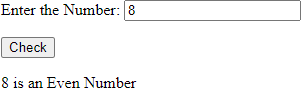 Enter the Number: 8
Check
8 is an Even Number